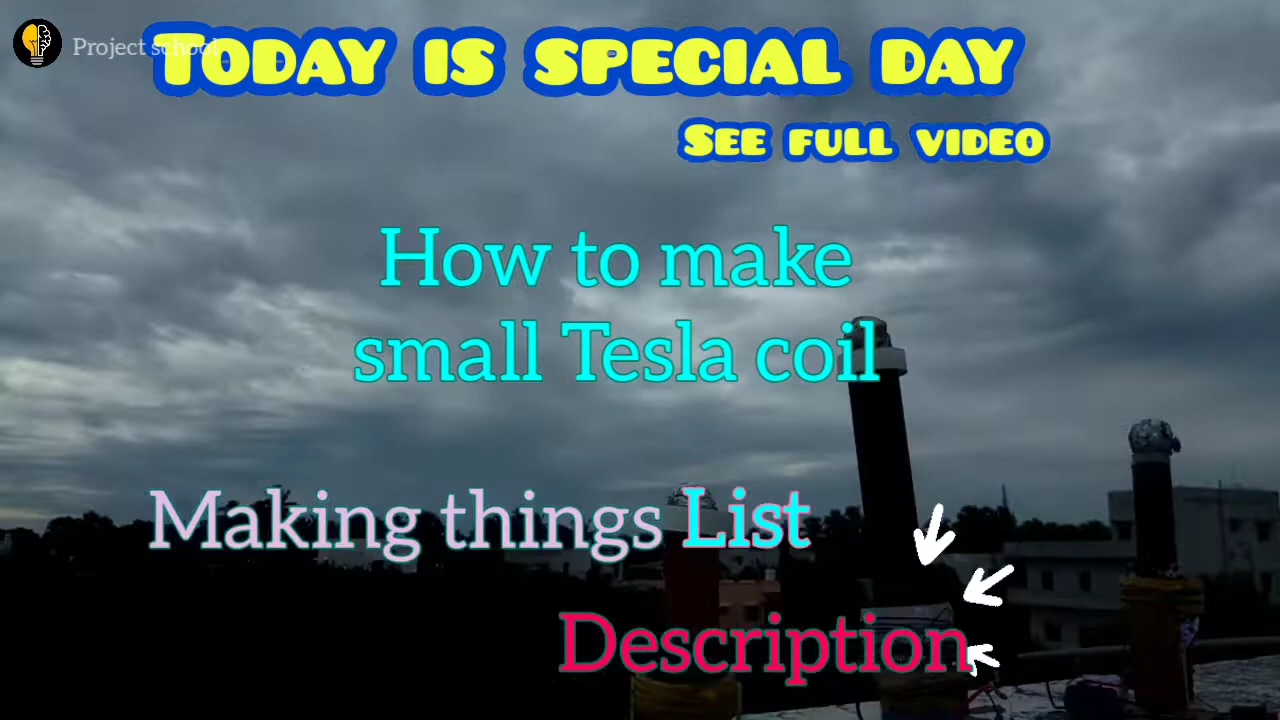 Project school
TODAY IS SPECIAL DAY
SEE FULL VIDEO
How to make
small Tesla coil
Making things List
Description